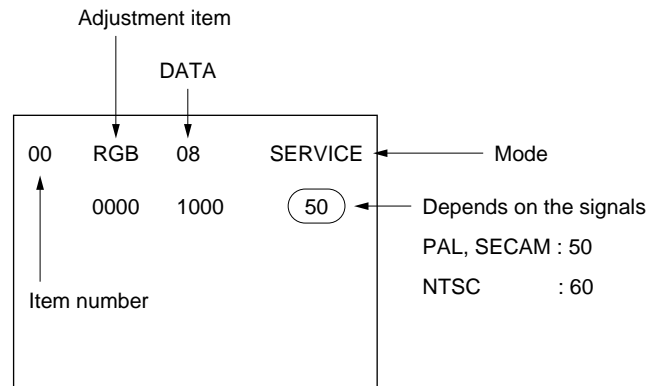 Adjustment item
DATA
00 RGB 08 SERVICE
Mode
0000 1000 50
Depends on the signals
PAL, SECAM : 50
NTSC : 60
Item number